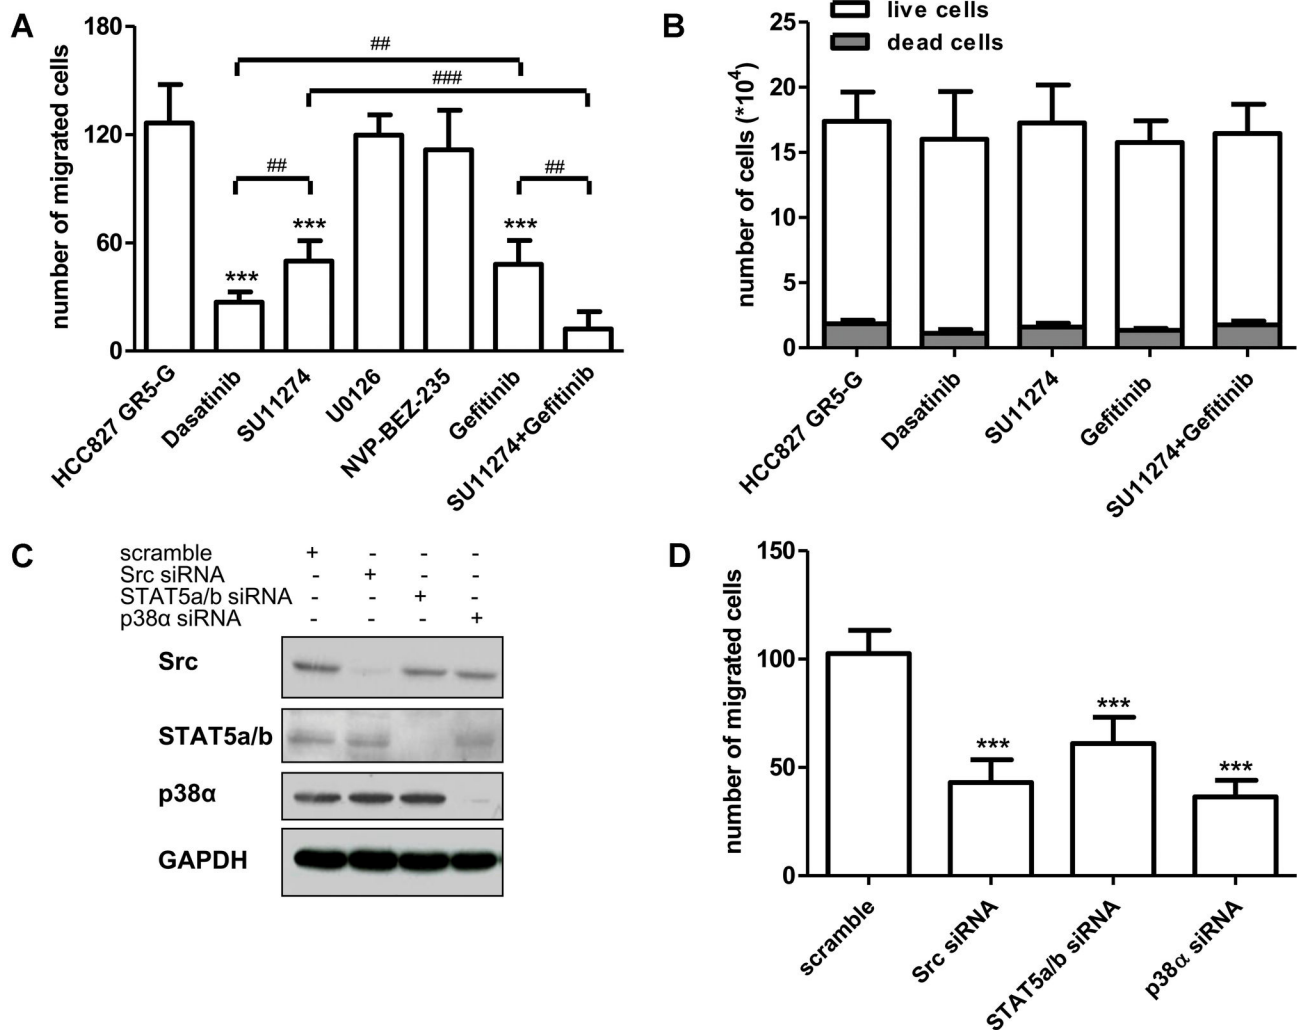 A
number of migrated cells
180
120
60
0
##
###
##
##
***
***
***
HCC827 GR5-G
Dasatinib
SU11274
U0126
NVP-BEZ-235
Gefitinib
SU11274+Gefitinib
B
live cells
dead cells
number of cells (*10⁴)
25
20
15
10
5
0
HCC827 GR5-G
Dasatinib
SU11274
Gefitinib
SU11274+Gefitinib
C
scramble + - - -
Src siRNA - + - -
STAT5a/b siRNA - - + -
p38α siRNA - - - +
Src
STAT5a/b
p38α
GAPDH
D
number of migrated cells
150
100
50
0
***
***
***
scramble
Src siRNA
STAT5a/b siRNA
p38α siRNA